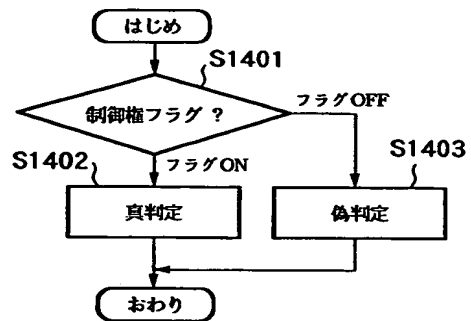 はじめ
S1401
制御権フラグ ?
フラグOFF
S1402
フラグON
S1403
真判定
偽判定
おわり